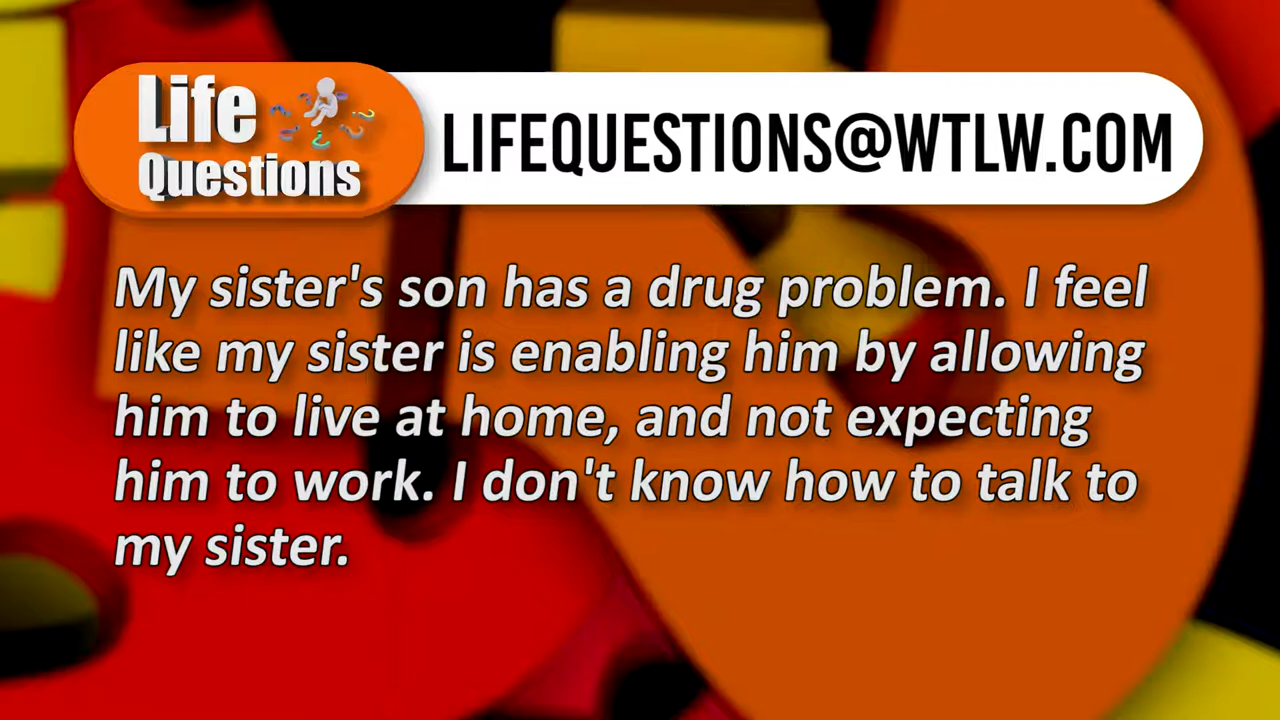 Life
Questions
LIFEQUESTIONS@WTLW.COM
My sister's son has a drug problem. I feel
like my sister is enabling him by allowing
him to live at home, and not expecting
him to work. I don't know how to talk to
my sister.